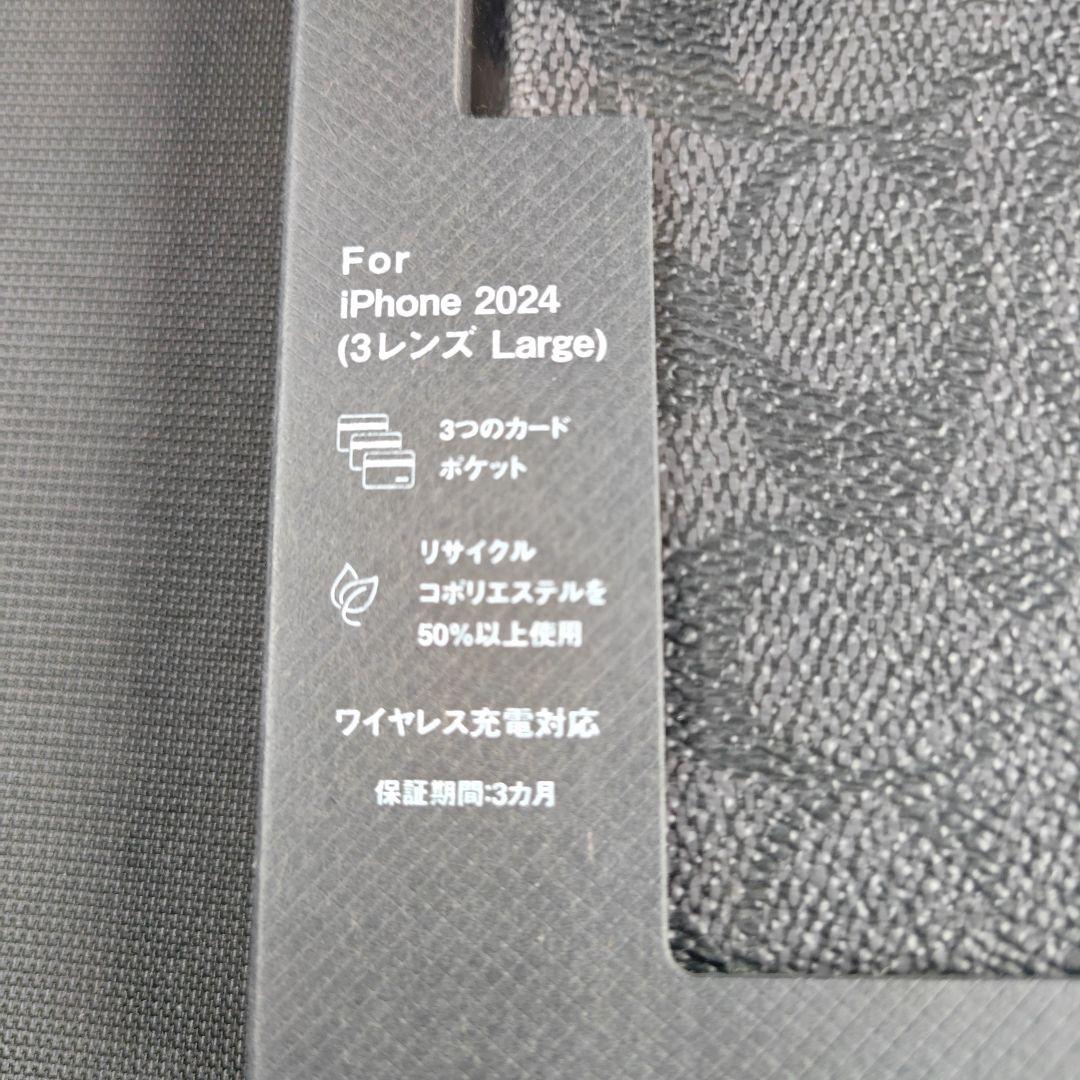 For
iPhone 2024
(3レンズ Large)
3つのカード
ポケット
リサイクル
コポリエステルを
50%以上使用
ワイヤレス充電対応
保証期間:3カ月